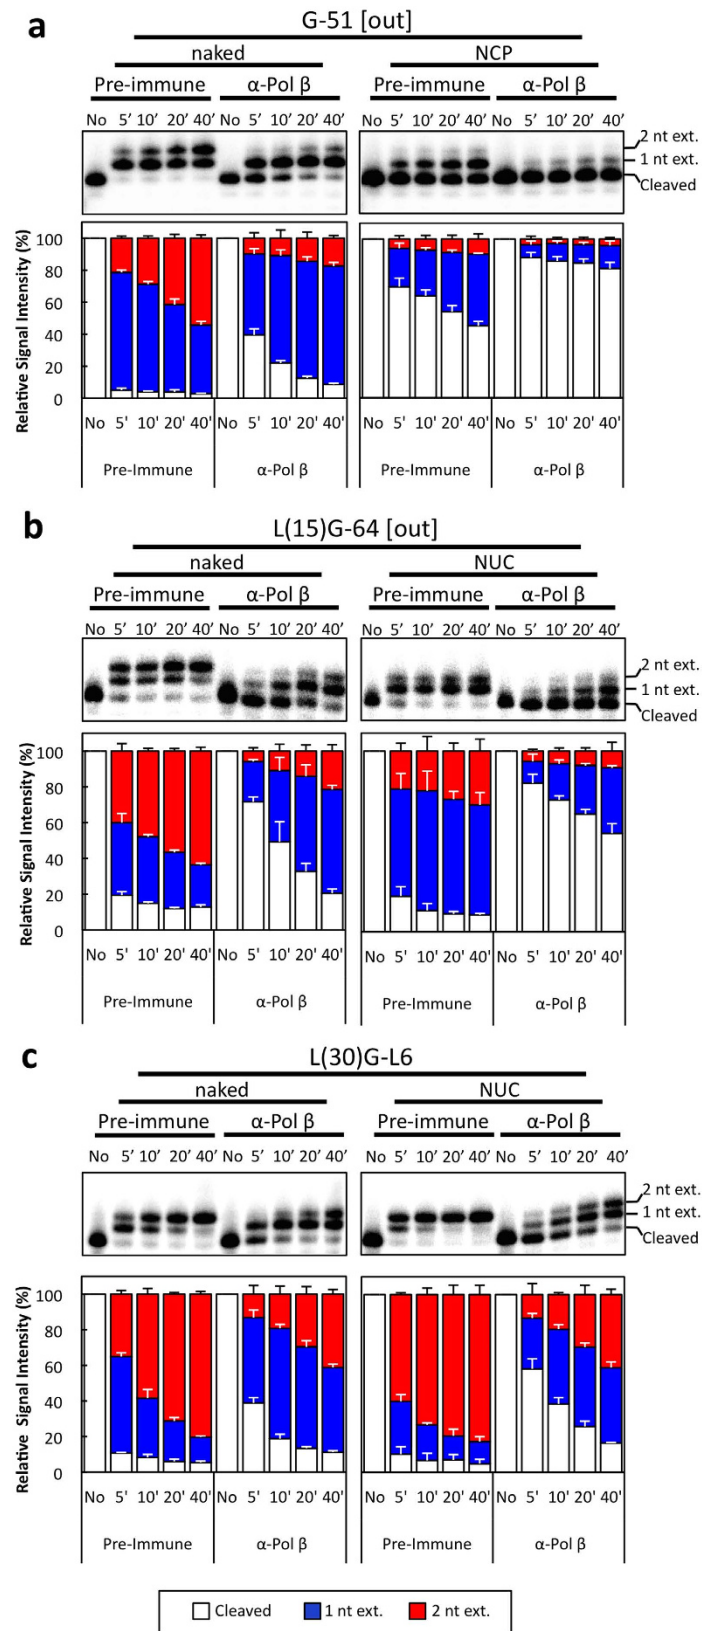 a
G-51 [out]
naked NCP
Pre-immune α-Pol β Pre-immune α-Pol β
No 5’ 10’ 20’ 40’ No 5’ 10’ 20’ 40’ No 5’ 10’ 20’ 40’ No 5’ 10’ 20’ 40’
2 nt ext.
1 nt ext.
Cleaved
Relative Signal Intensity (%)
100
80
60
40
20
0
No 5' 10' 20' 40' No 5' 10' 20' 40' No 5' 10' 20' 40' No 5' 10' 20' 40'
Pre-Immune α-Pol β Pre-Immune α-Pol β
b
L(15)G-64 [out]
naked NUC
Pre-immune α-Pol β Pre-immune α-Pol β
No 5’ 10’ 20’ 40’ No 5’ 10’ 20’ 40’ No 5’ 10’ 20’ 40’ No 5’ 10’ 20’ 40’
2 nt ext.
1 nt ext.
Cleaved
Relative Signal Intensity (%)
100
80
60
40
20
0
No 5' 10' 20' 40' No 5' 10' 20' 40' No 5' 10' 20' 40' No 5' 10' 20' 40'
Pre-Immune α-Pol β Pre-Immune α-Pol β
c
L(30)G-L6
naked NUC
Pre-immune α-Pol β Pre-immune α-Pol β
No 5’ 10’ 20’ 40’ No 5’ 10’ 20’ 40’ No 5’ 10’ 20’ 40’ No 5’ 10’ 20’ 40’
2 nt ext.
1 nt ext.
Cleaved
Relative Signal Intensity (%)
100
80
60
40
20
0
No 5' 10' 20' 40' No 5' 10' 20' 40' No 5' 10' 20' 40' No 5' 10' 20' 40'
Pre-Immune α-Pol β Pre-Immune α-Pol β
Cleaved 1 nt ext. 2 nt ext.